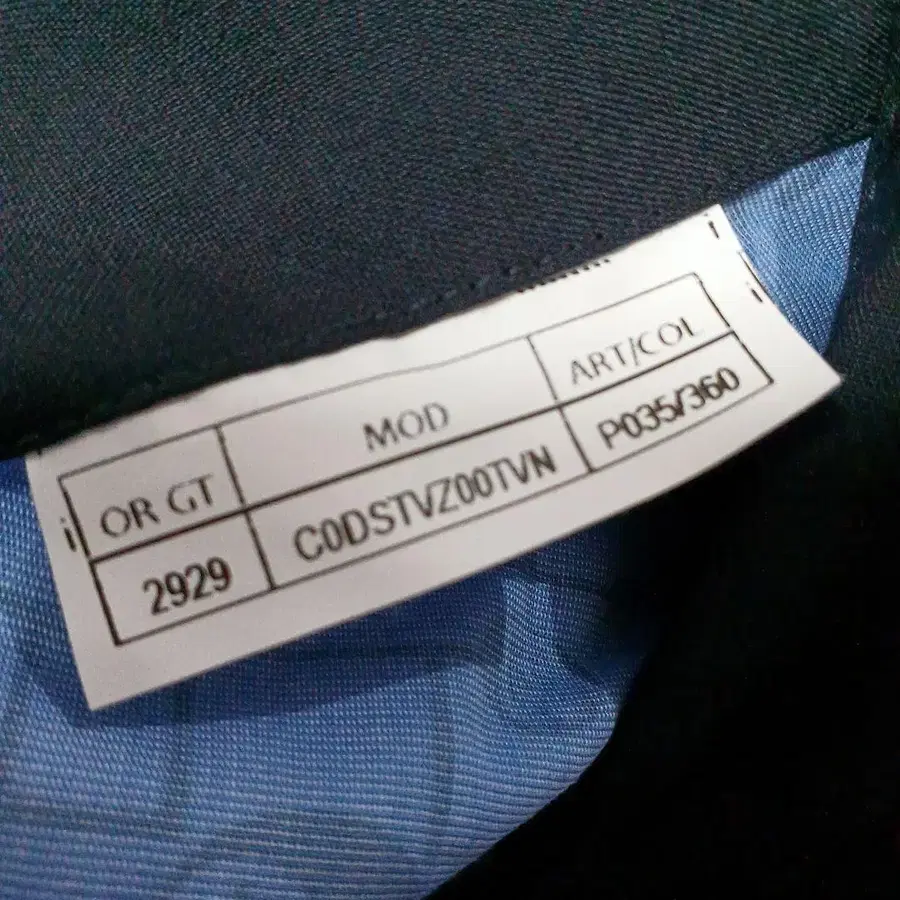 OR GT MOD ART/COL
2929 C0DSTVZ00TVN P035/360